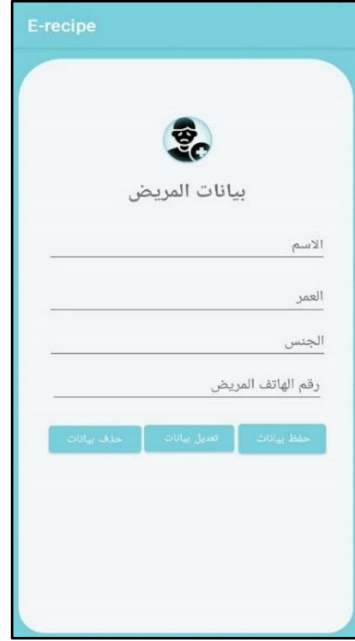 E-recipe
بيانات المريض
الاسم
العمر
الجنس
رقم الهاتف المريض
حفظ بيانات تعديل بيانات حذف بيانات